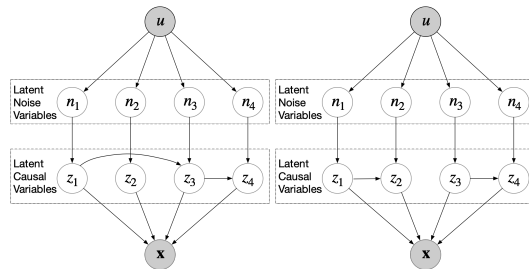 u
Latent
Noise
Variables
n1 n2 n3 n4
Latent
Causal
Variables
z1 z2 z3 z4
x
u
Latent
Noise
Variables
n1 n2 n3 n4
Latent
Causal
Variables
z1 z2 z3 z4
x